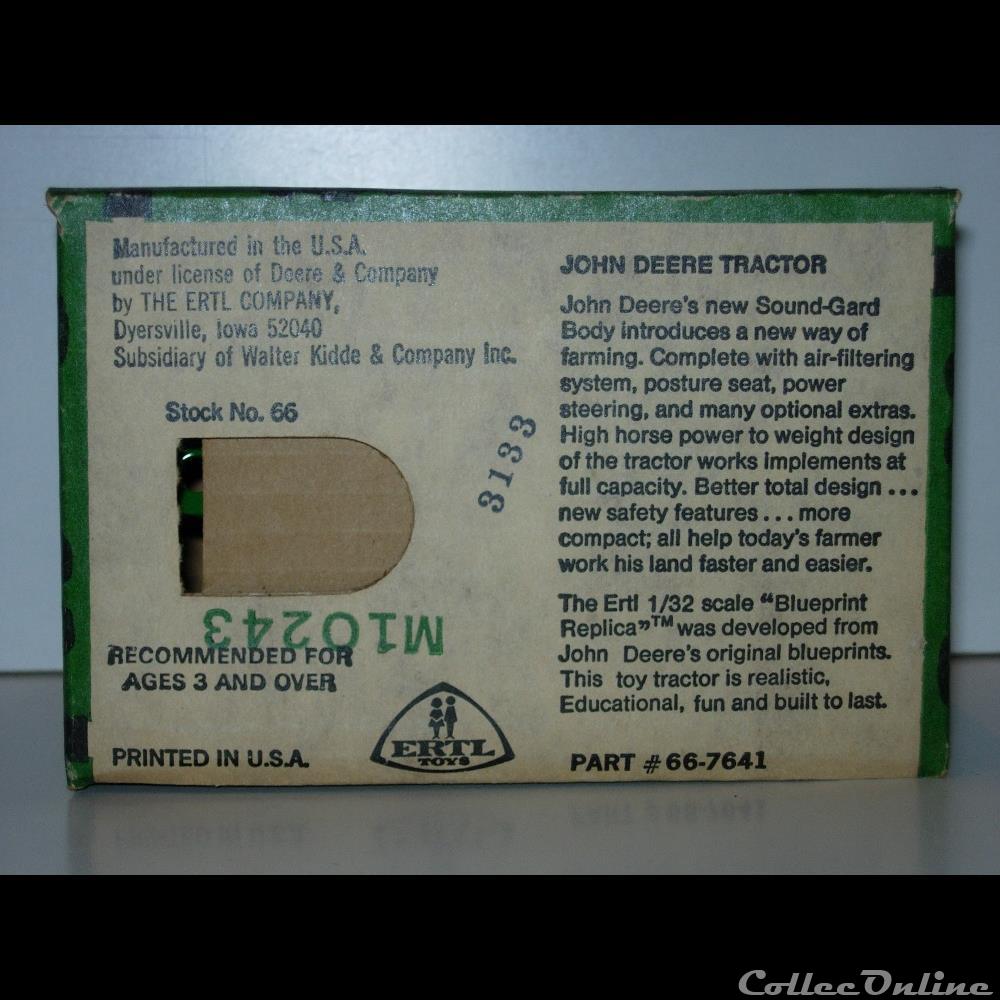 Manufactured in the U.S.A.
under license of Deere & Company
by THE ERTL COMPANY,
Dyersville, Iowa 52040
Subsidiary of Walter Kidde & Company Inc.
Stock No. 66
3133
M10243
RECOMMENDED FOR
AGES 3 AND OVER
PRINTED IN U.S.A.
ERTL
TOYS
JOHN DEERE TRACTOR
John Deere's new Sound-Gard
Body introduces a new way of
farming. Complete with air-filtering
system, posture seat, power
steering, and many optional extras.
High horse power to weight design
of the tractor works implements at
full capacity. Better total design ...
new safety features ... more
compact; all help today's farmer
work his land faster and easier.
The Ertl 1/32 scale “Blueprint
Replica”™ was developed from
John Deere's original blueprints.
This toy tractor is realistic,
Educational, fun and built to last.
PART # 66-7641
CollecOnline